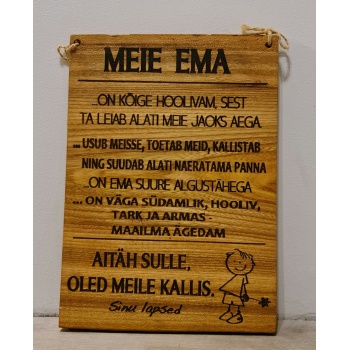 MEIE EMA
...ON KÕIGE HOOLIVAM, SEST
TA LEIAB ALATI MEIE JAOKS AEGA.
... USUB MEISSE, TOETAB MEID, KALLISTAB
NING SUUDAB ALATI NAERATAMA PANNA
...ON EMA SUURE ALGUSTÄHEGA
... ON VÄGA SÜDAMLIK, HOOLIV,
TARK JA ARMAS -
MAAILMA ÄGEDAM
AITÄH SULLE,
OLED MEILE KALLIS.
Sinu lapsed